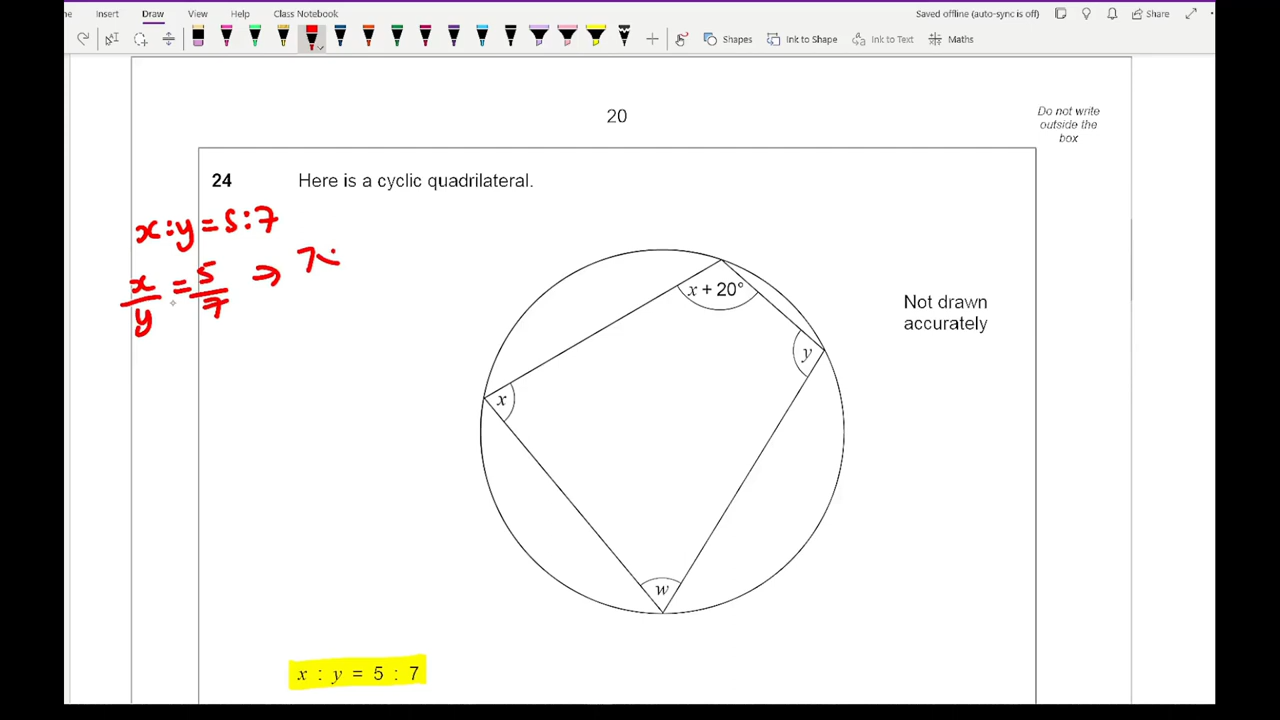 me Insert Draw View Help Class Notebook Saved offline (auto-sync is off) Share
Shapes Ink to Shape Ink to Text Maths
20
Do not write
outside the
box
24 Here is a cyclic quadrilateral.
x:y=5:7
x/y = 5/7 ⇒ 7x
x + 20°
Not drawn
accurately
y
x
w
x : y = 5 : 7